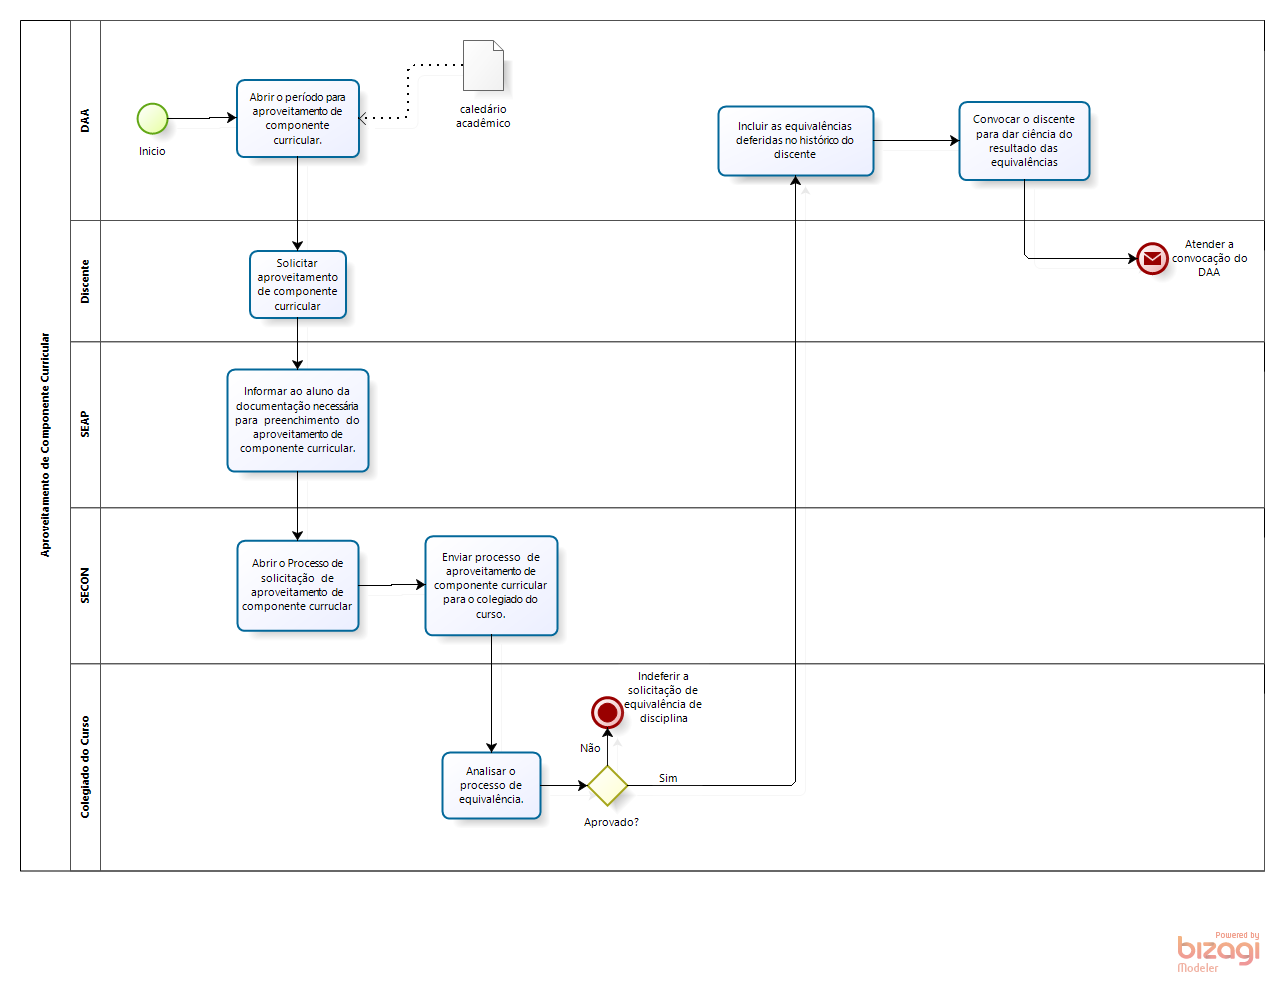 Aproveitamento de Componente Curricular
DAA
Inicio
Abrir o período para
aproveitamento de
componente
curricular.
caledário
acadêmico
Incluir as equivalências
deferidas no histórico do
discente
Convocar o discente
para dar ciência do
resultado das
equivalências
Discente
Solicitar
aproveitamento
de componente
curricular
Atender a
convocação do
DAA
SEAP
Informar ao aluno da
documentação necessária
para preenchimento do
aproveitamento de
componente curricular.
SECON
Abrir o Processo de
solicitação de
aproveitamento de
componente curruclar
Enviar processo de
aproveitamento de
componente curricular
para o colegiado do
curso.
Colegiado do Curso
Analisar o
processo de
equivalência.
Aprovado?
Não
Indeferir a
solicitação de
equivalência de
disciplina
Sim
Powered by
bizagi
Modeler